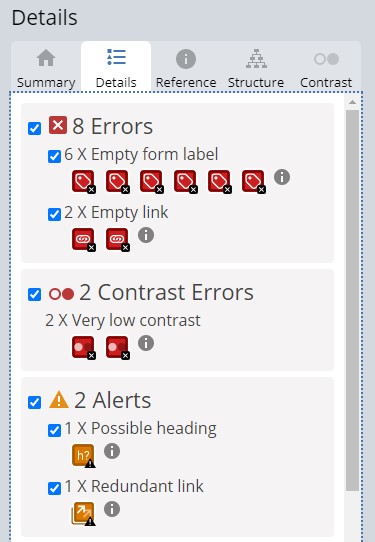 Details
Summary
Details
Reference
Structure
Contrast
8 Errors
6 X Empty form label
2 X Empty link
2 Contrast Errors
2 X Very low contrast
2 Alerts
1 X Possible heading
h?
1 X Redundant link